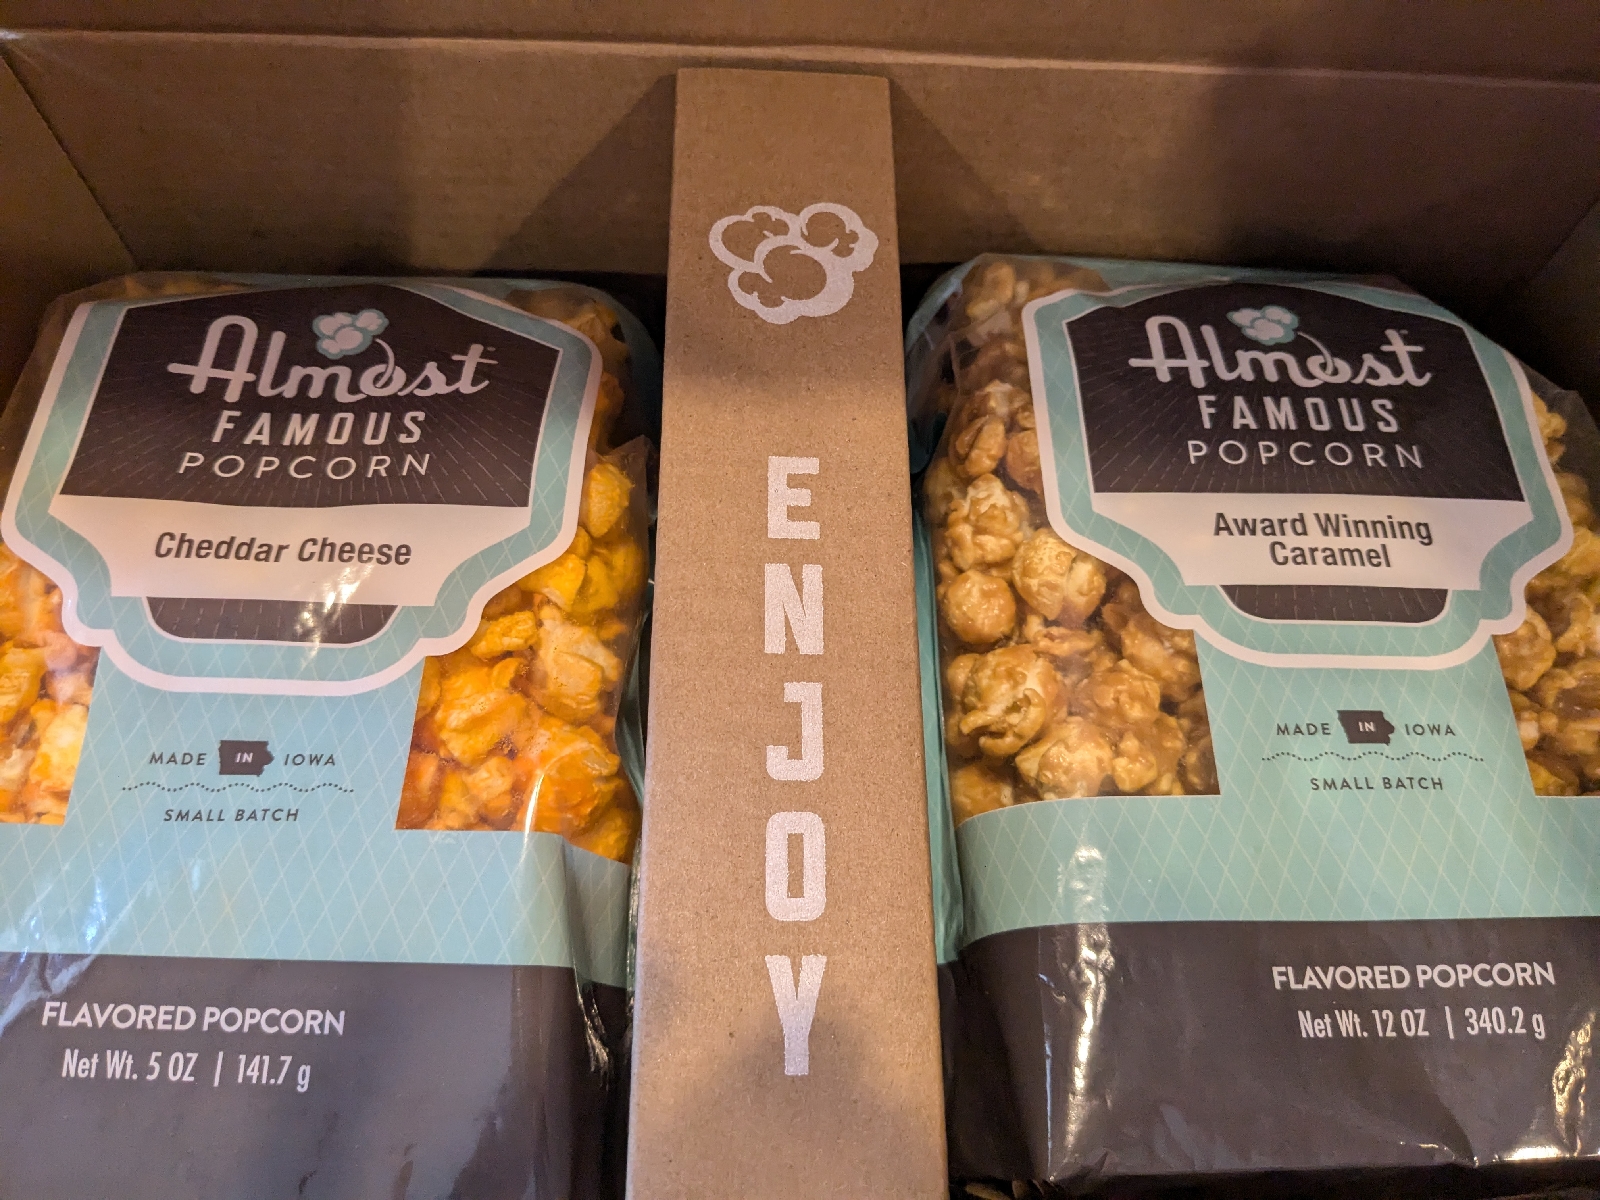 Almost
FAMOUS
POPCORN
Cheddar Cheese
MADE IN IOWA
SMALL BATCH
FLAVORED POPCORN
Net Wt. 5 OZ | 141.7 g
ENJOY
Almost
FAMOUS
POPCORN
Award Winning
Caramel
MADE IN IOWA
SMALL BATCH
FLAVORED POPCORN
Net Wt. 12 OZ | 340.2 g